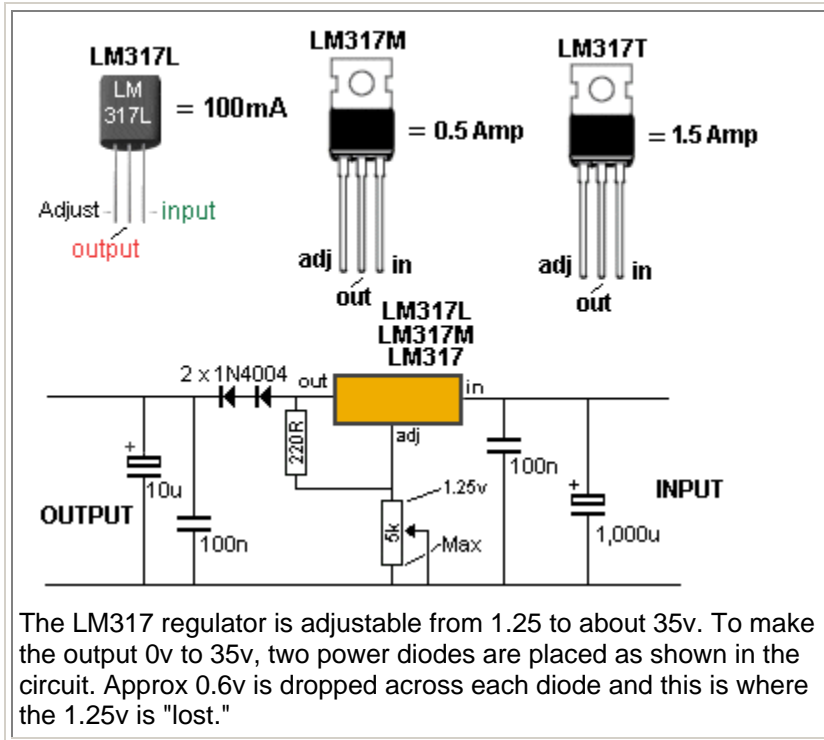 LM317L
LM
317L
= 100mA
Adjust
input
output
LM317M
= 0.5 Amp
adj
in
out
LM317T
= 1.5 Amp
adj
in
out
LM317L
LM317M
LM317
2 x 1N4004
out
in
adj
220R
+
10u
OUTPUT
100n
1.25v
5k
Max
100n
+
INPUT
1,000u
The LM317 regulator is adjustable from 1.25 to about 35v. To make
the output 0v to 35v, two power diodes are placed as shown in the
circuit. Approx 0.6v is dropped across each diode and this is where
the 1.25v is "lost."